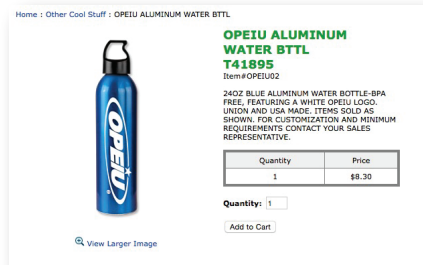 Home : Other Cool Stuff : OPEIU ALUMINUM WATER BTTL
OPEIU ALUMINUM
WATER BTTL
T41895
Item#OPEIU02
24OZ BLUE ALUMINUM WATER BOTTLE-BPA
FREE, FEATURING A WHITE OPEIU LOGO.
UNION AND USA MADE. ITEMS SOLD AS
SHOWN. FOR CUSTOMIZATION AND MINIMUM
REQUIREMENTS CONTACT YOUR SALES
REPRESENTATIVE.
Quantity Price
1 $8.30
Quantity: 1
Add to Cart
OPEIU
View Larger Image